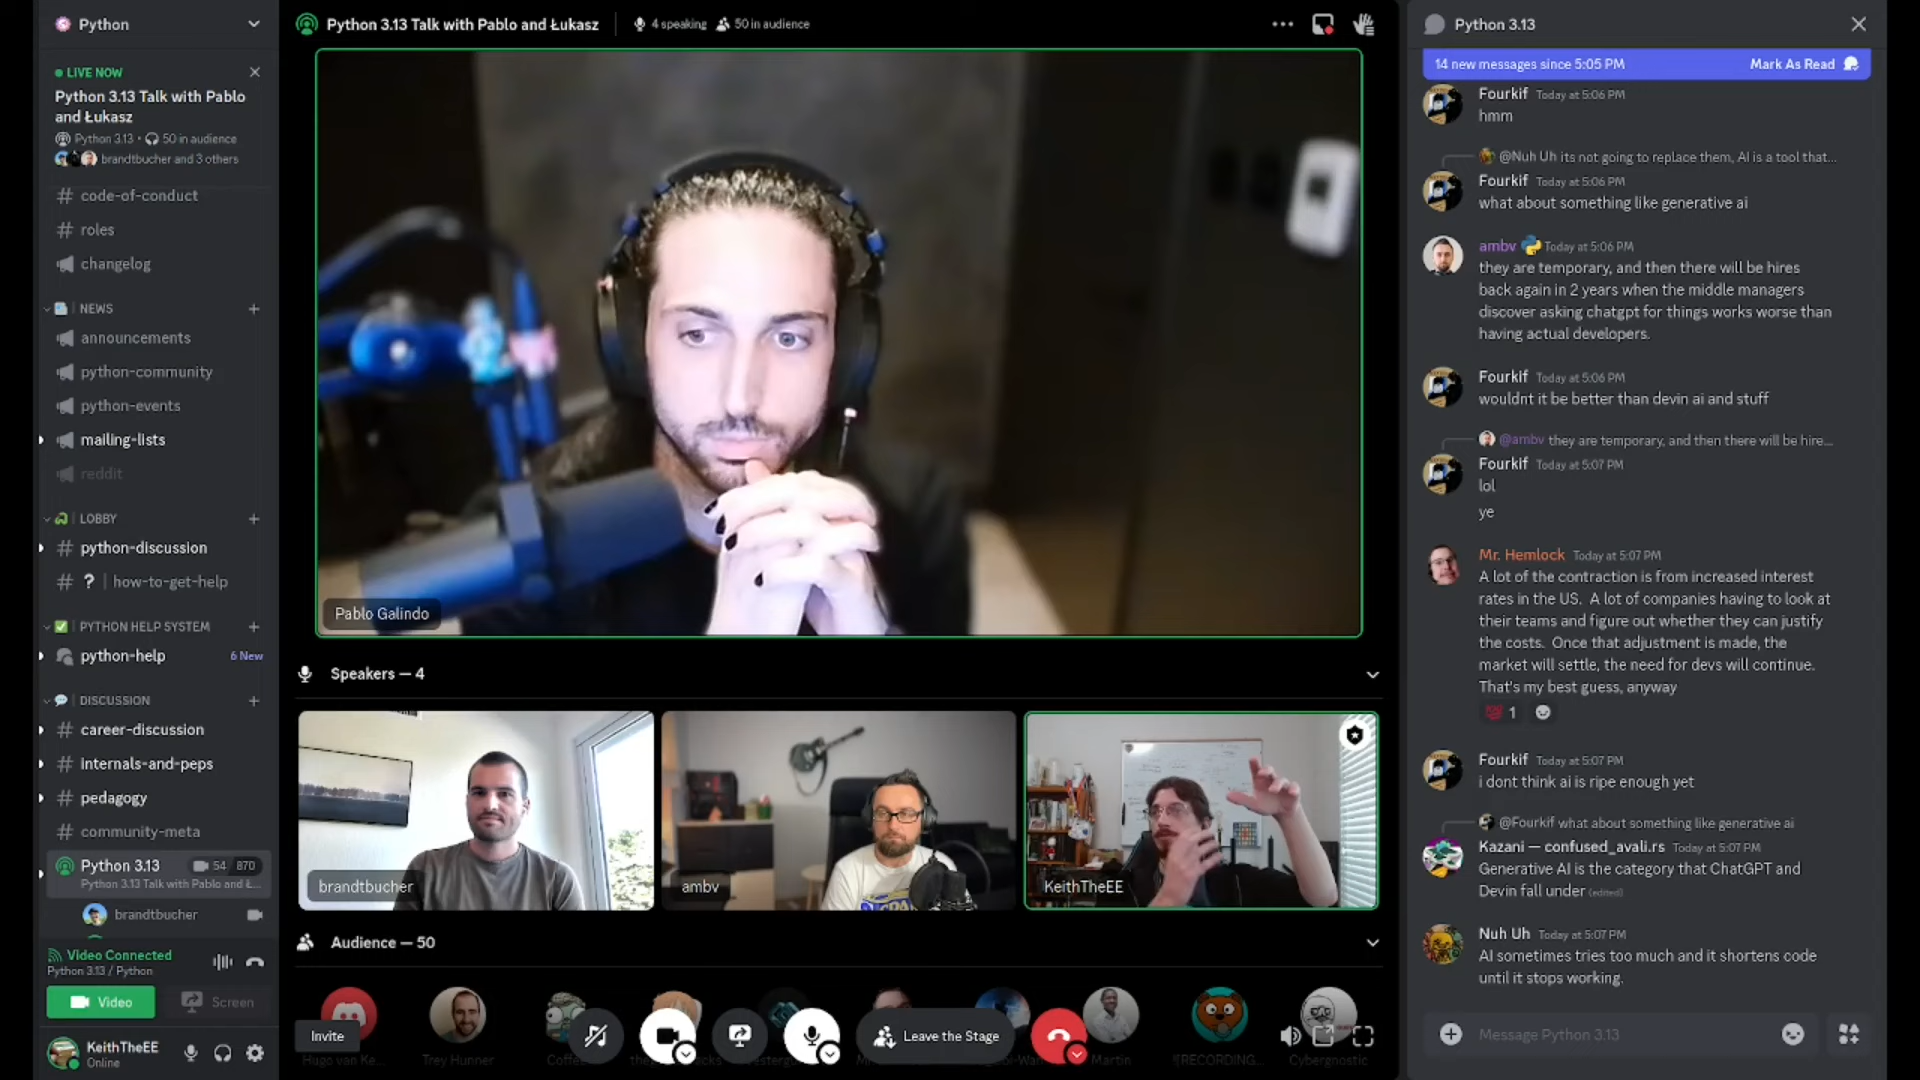 Python
LIVE NOW
Python 3.13 Talk with Pablo
and Łukasz
Python 3.13 • 50 in audience
brandtbucher and 3 others
code-of-conduct
roles
changelog
NEWS
announcements
python-community
python-events
mailing-lists
reddit
LOBBY
python-discussion
? | how-to-get-help
PYTHON HELP SYSTEM
python-help 6 New
DISCUSSION
career-discussion
internals-and-peps
pedagogy
community-meta
Python 3.13 54 870
Python 3.13 Talk with Pablo and Ł...
brandtbucher
Video Connected
Python 3.13 / Python
Video Screen
KeithTheEE
Online
Python 3.13 Talk with Pablo and Łukasz 4 speaking 50 in audience
Pablo Galindo
Speakers — 4
brandtbucher
ambv
KeithTheEE
Audience — 50
Invite
Leave the Stage
Hugo van Ke...
Trey Hunner
Martin
[RECORDING...
Cybergnostic
Python 3.13
14 new messages since 5:05 PM Mark As Read
Fourkif Today at 5:06 PM
hmm
@Nuh Uh its not going to replace them, AI is a tool that...
Fourkif Today at 5:06 PM
what about something like generative ai
ambv Today at 5:06 PM
they are temporary, and then there will be hires
back again in 2 years when the middle managers
discover asking chatgpt for things works worse than
having actual developers.
Fourkif Today at 5:06 PM
wouldnt it be better than devin ai and stuff
@ambv they are temporary, and then there will be hire...
Fourkif Today at 5:07 PM
lol
ye
Mr. Hemlock Today at 5:07 PM
A lot of the contraction is from increased interest
rates in the US. A lot of companies having to look at
their teams and figure out whether they can justify
the costs. Once that adjustment is made, the
market will settle, the need for devs will continue.
That's my best guess, anyway
1
Fourkif Today at 5:07 PM
i dont think ai is ripe enough yet
@Fourkif what about something like generative ai
Kazani — confused_avali.rs Today at 5:07 PM
Generative AI is the category that ChatGPT and
Devin fall under (edited)
Nuh Uh Today at 5:07 PM
AI sometimes tries too much and it shortens code
until it stops working.
Message Python 3.13